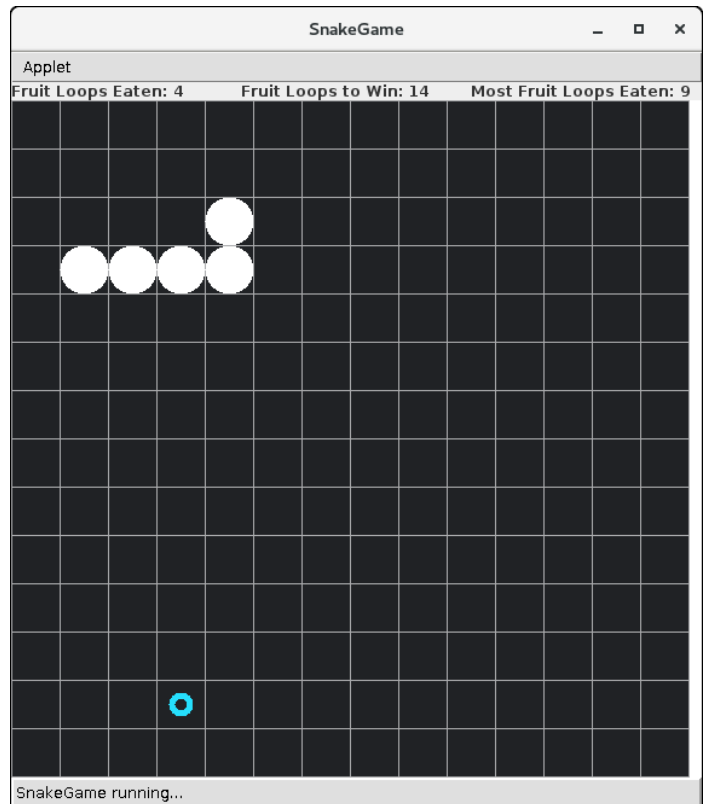 SnakeGame
Applet
Fruit Loops Eaten: 4 Fruit Loops to Win: 14 Most Fruit Loops Eaten: 9
SnakeGame running...